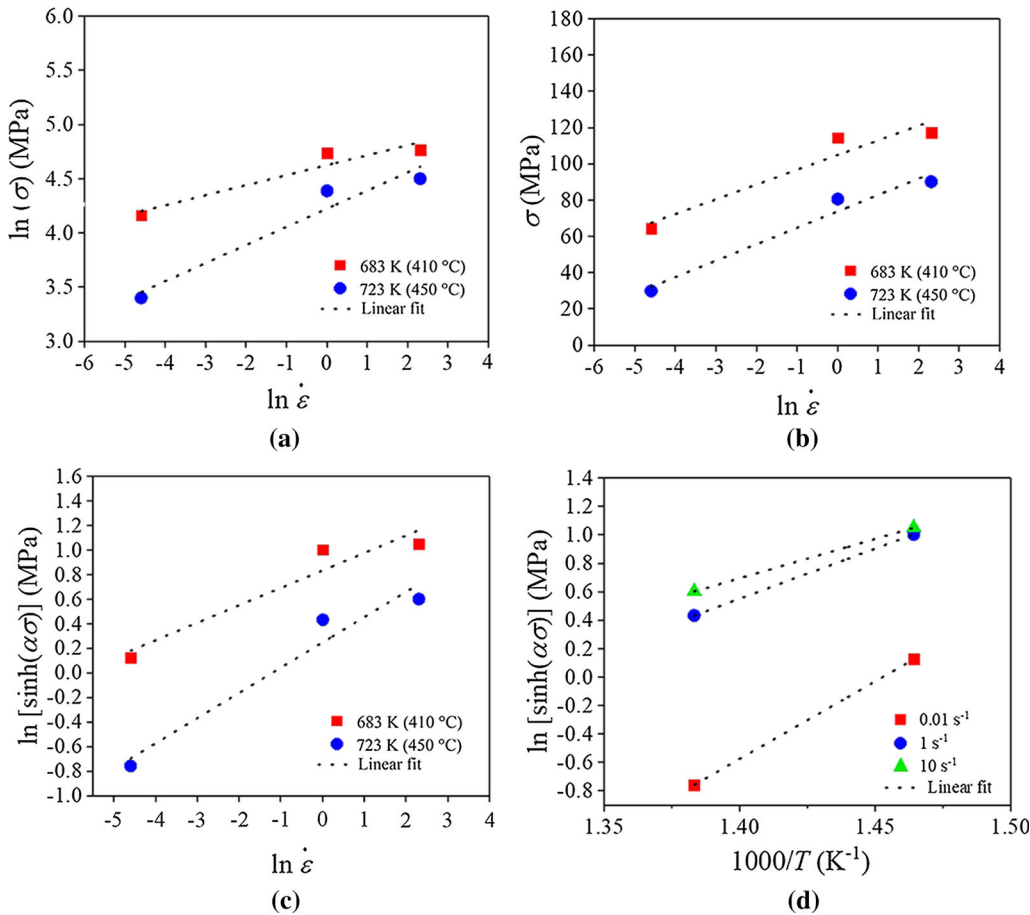 6.0
5.5
5.0
4.5
4.0
3.5
3.0
ln (σ) (MPa)
683 K (410 °C)
723 K (450 °C)
Linear fit
-6 -5 -4 -3 -2 -1 0 1 2 3 4
ln ε̇
(a)
180
160
140
120
100
80
60
40
20
0
σ (MPa)
683 K (410 °C)
723 K (450 °C)
Linear fit
-6 -5 -4 -3 -2 -1 0 1 2 3 4
ln ε̇
(b)
1.6
1.4
1.2
1.0
0.8
0.6
0.4
0.2
0.0
-0.2
-0.4
-0.6
-0.8
-1.0
ln [sinh(ασ)] (MPa)
683 K (410 °C)
723 K (450 °C)
Linear fit
-5 -4 -3 -2 -1 0 1 2 3 4
ln ε̇
(c)
1.4
1.2
1.0
0.8
0.6
0.4
0.2
0.0
-0.2
-0.4
-0.6
-0.8
ln [sinh(ασ)] (MPa)
0.01 s⁻¹
1 s⁻¹
10 s⁻¹
Linear fit
1.35 1.40 1.45 1.50
1000/T (K⁻¹)
(d)